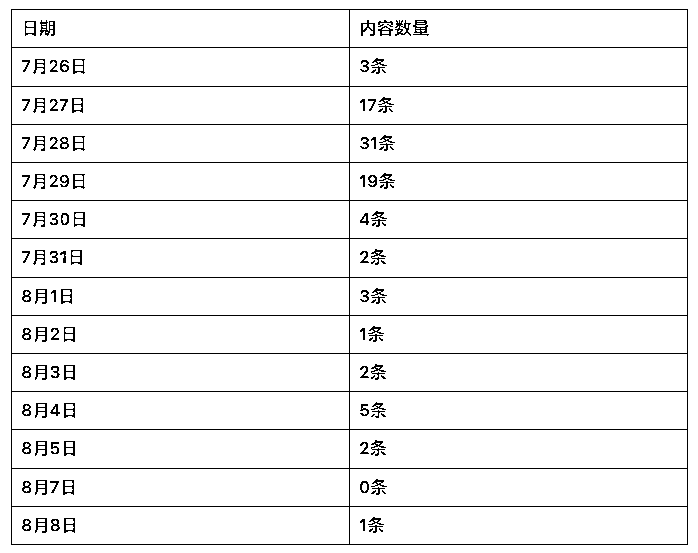 日期 内容数量
7月26日 3条
7月27日 17条
7月28日 31条
7月29日 19条
7月30日 4条
7月31日 2条
8月1日 3条
8月2日 1条
8月3日 2条
8月4日 5条
8月5日 2条
8月7日 0条
8月8日 1条